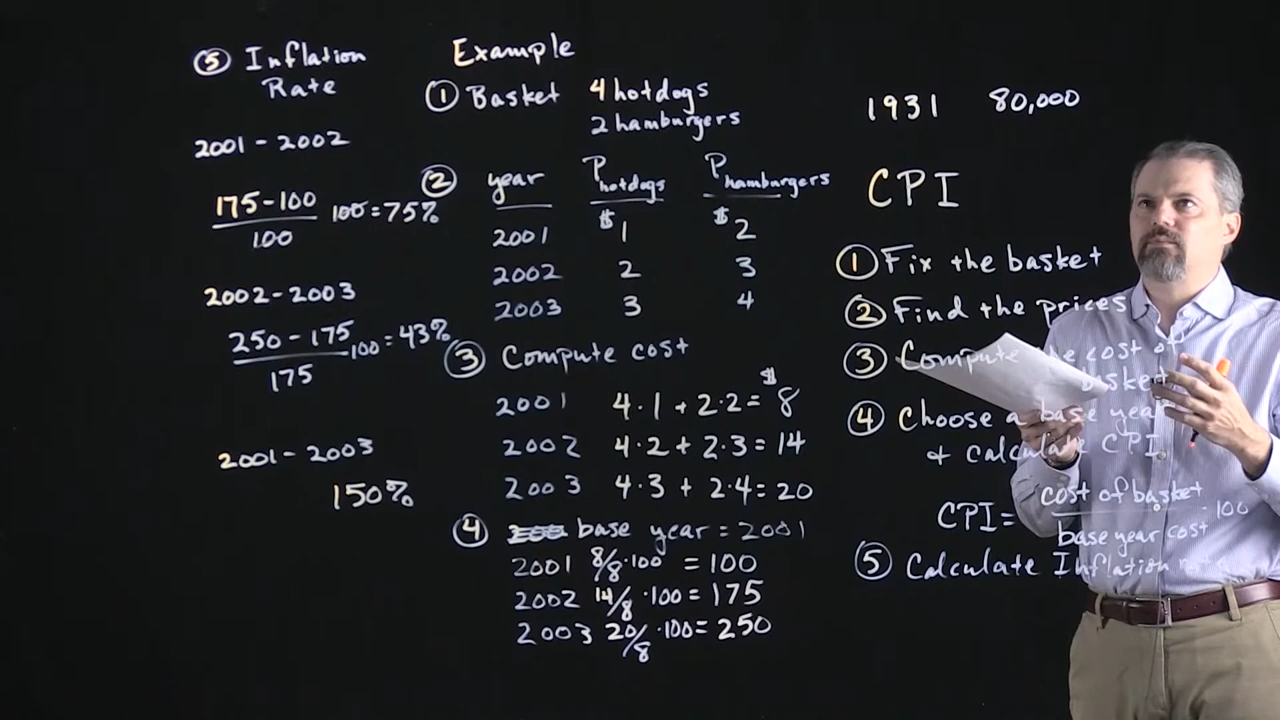 ⑤ Inflation
Rate
2001 - 2002
175 - 100
100
100 = 75%
2002 - 2003
250 - 175
175
100 = 43%
2001 - 2003
150%
Example
① Basket 4 hotdogs
2 hamburgers
② year P hotdogs P hamburgers
2001 $1 $2
2002 2 3
2003 3 4
③ Compute cost
2001 4·1 + 2·2 = $8
2002 4·2 + 2·3 = 14
2003 4·3 + 2·4 = 20
④ base year = 2001
2001 8/8 ·100 = 100
2002 14/8 ·100 = 175
2003 20/8 ·100 = 250
1931 80,000
CPI
① Fix the basket
② Find the prices
③ Compute the cost of
basket
④ Choose a base year
+ calculate CPI
CPI = cost of basket
base year cost
· 100
⑤ Calculate Inflation